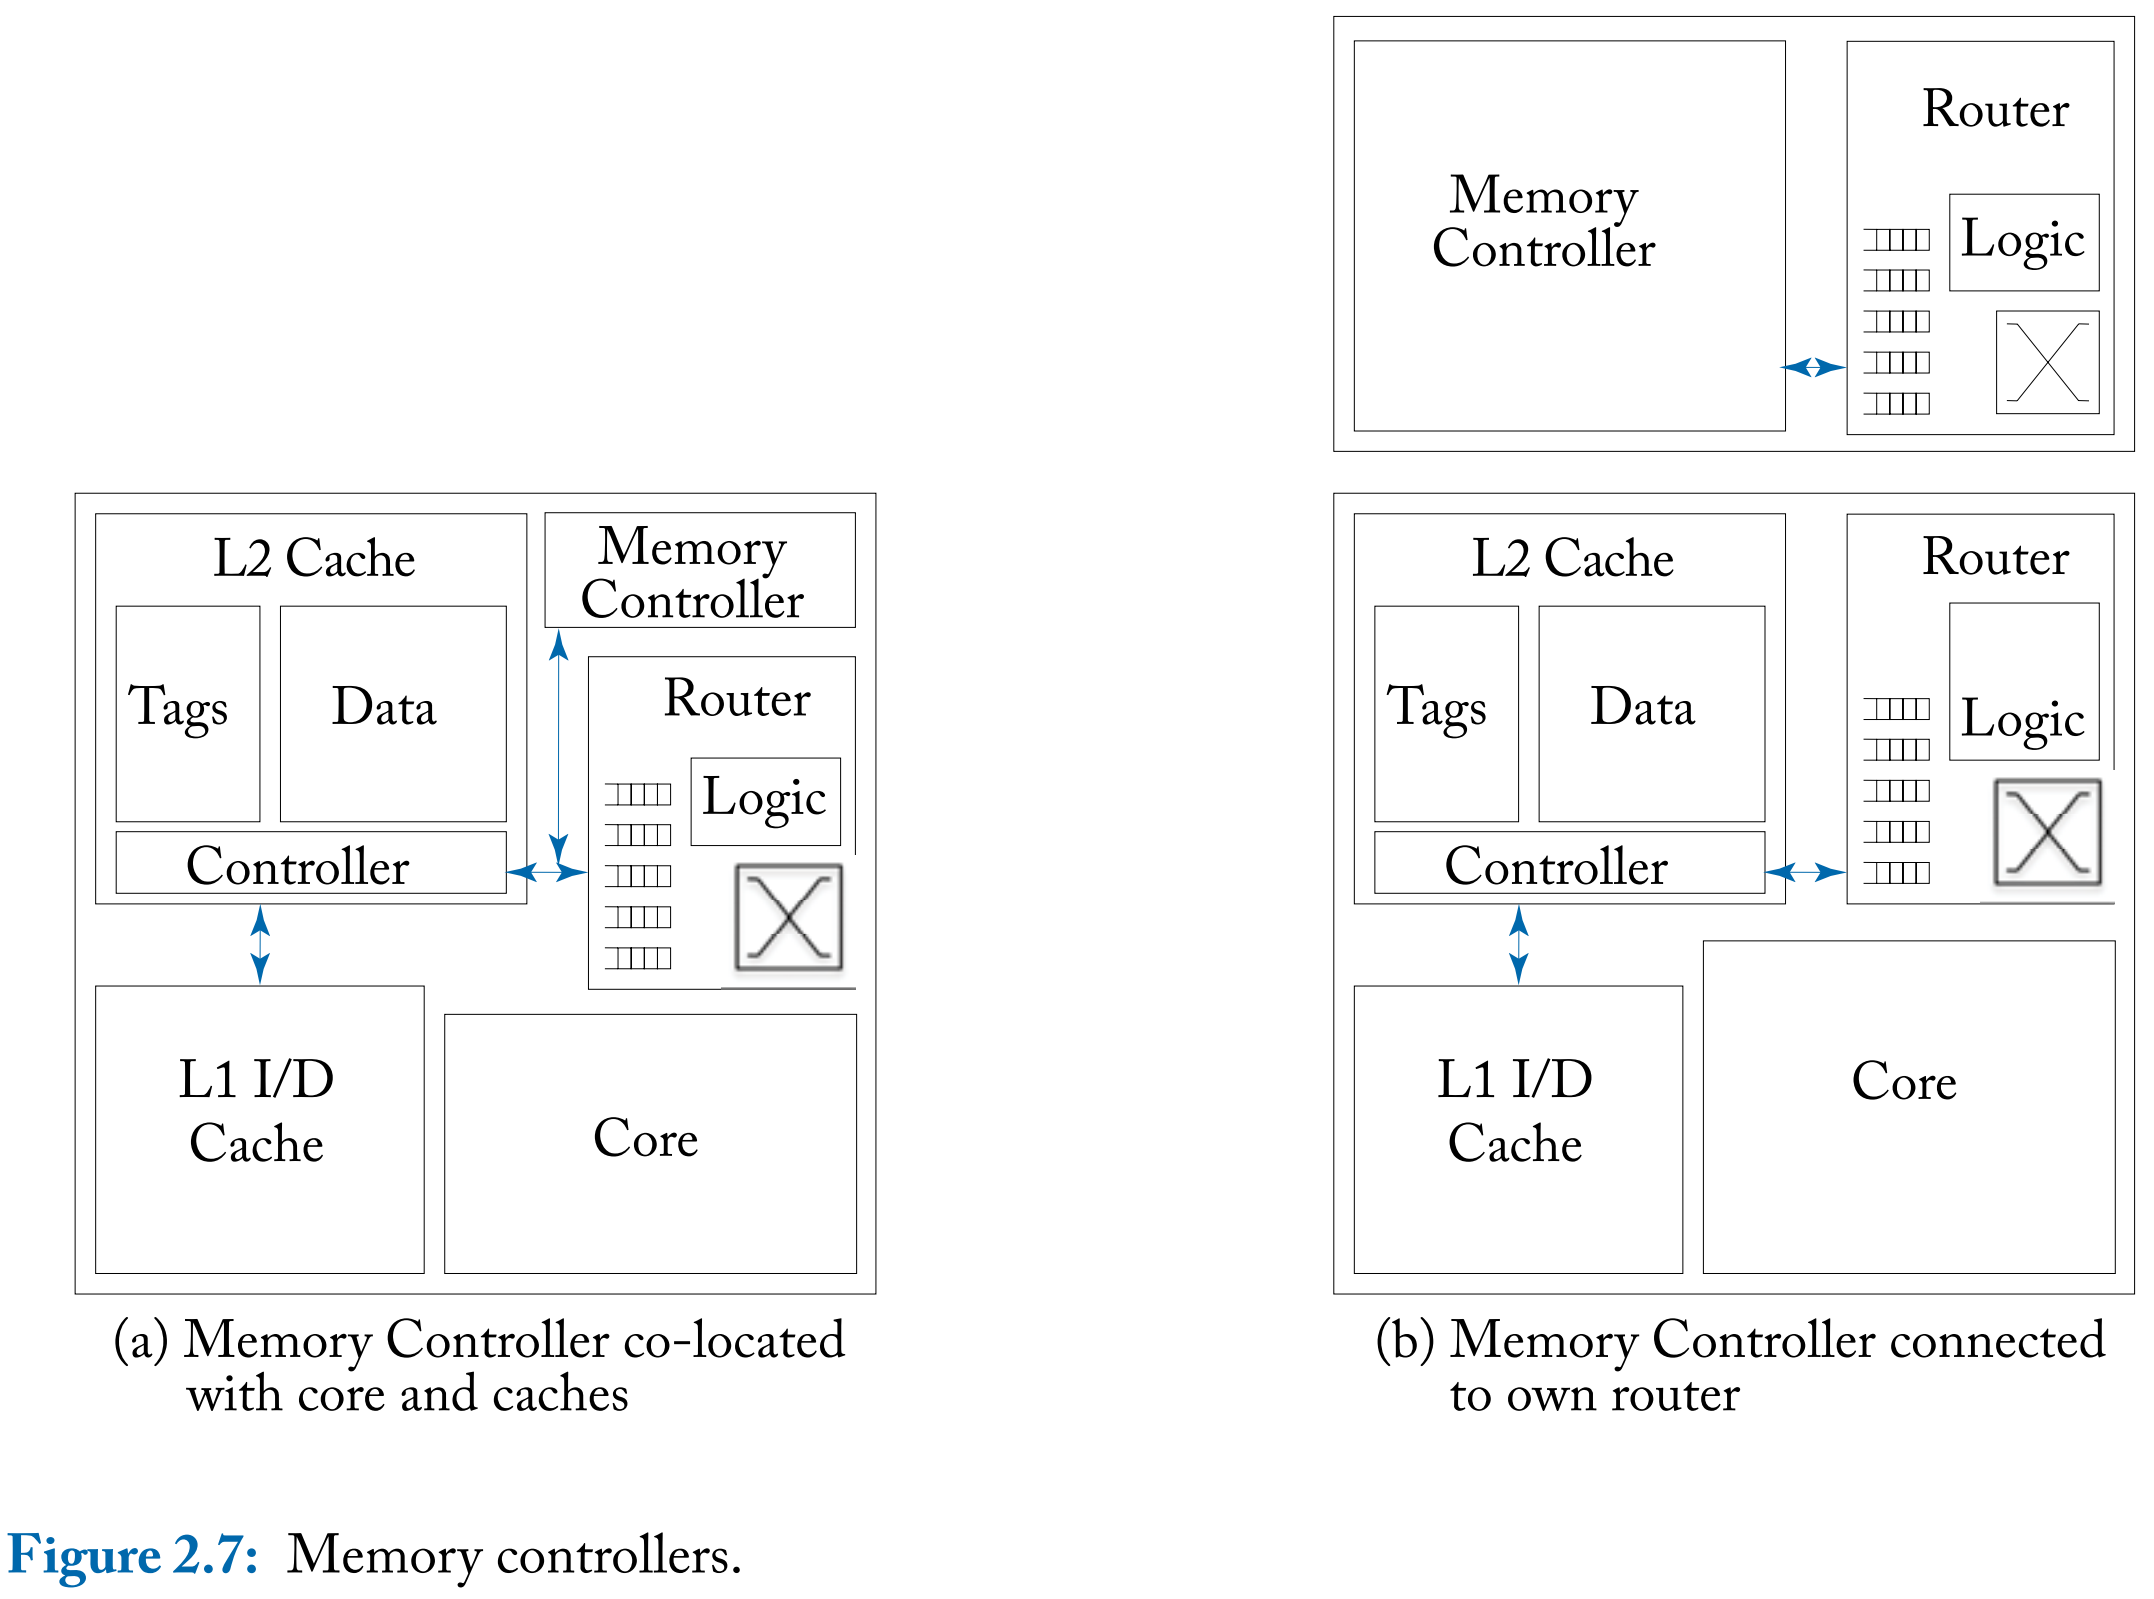 L2 Cache
Memory
Controller
Tags
Data
Router
Logic
Controller
L1 I/D
Cache
Core
(a) Memory Controller co-located
with core and caches
Memory
Controller
Router
Logic
L2 Cache
Router
Tags
Data
Logic
Controller
L1 I/D
Cache
Core
(b) Memory Controller connected
to own router
Figure 2.7: Memory controllers.